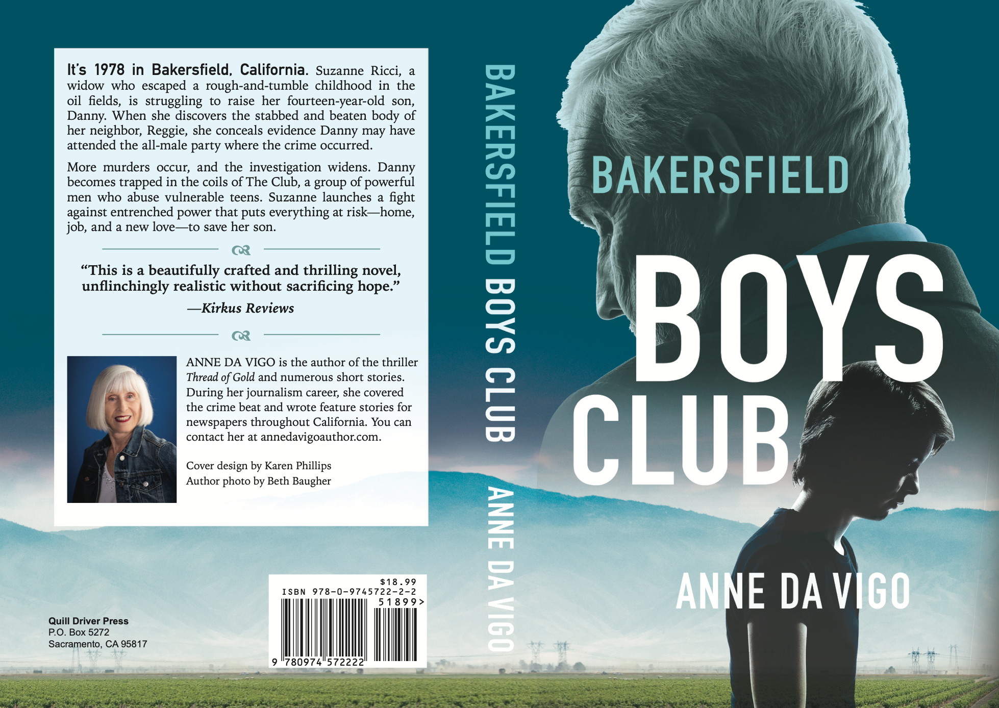 It's 1978 in Bakersfield, California. Suzanne Ricci, a
widow who escaped a rough-and-tumble childhood in the
oil fields, is struggling to raise her fourteen-year-old son,
Danny. When she discovers the stabbed and beaten body of
her neighbor, Reggie, she conceals evidence Danny may have
attended the all-male party where the crime occurred.
More murders occur, and the investigation widens. Danny
becomes trapped in the coils of The Club, a group of powerful
men who abuse vulnerable teens. Suzanne launches a fight
against entrenched power that puts everything at risk—home,
job, and a new love—to save her son.
“This is a beautifully crafted and thrilling novel,
unflinchingly realistic without sacrificing hope.”
—Kirkus Reviews
ANNE DA VIGO is the author of the thriller
Thread of Gold and numerous short stories.
During her journalism career, she covered
the crime beat and wrote feature stories for
newspapers throughout California. You can
contact her at annedavigoauthor.com.
Cover design by Karen Phillips
Author photo by Beth Baugher
Quill Driver Press
P.O. Box 5272
Sacramento, CA 95817
$18.99
ISBN 978-0-9745722-2-2
51899>
9 780974 572222
BAKERSFIELD BOYS CLUB ANNE DA VIGO
BAKERSFIELD
BOYS
CLUB
ANNE DA VIGO